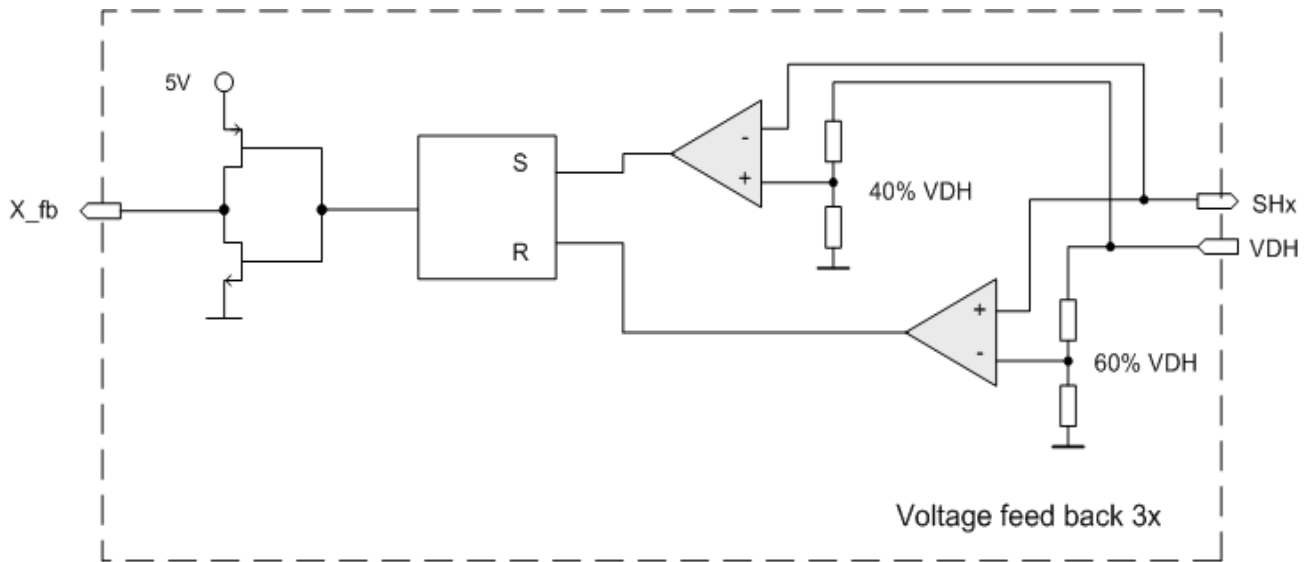 5V
-
S
+
40% VDH
X_fb
SHx
R
VDH
+
-
60% VDH
Voltage feed back 3x